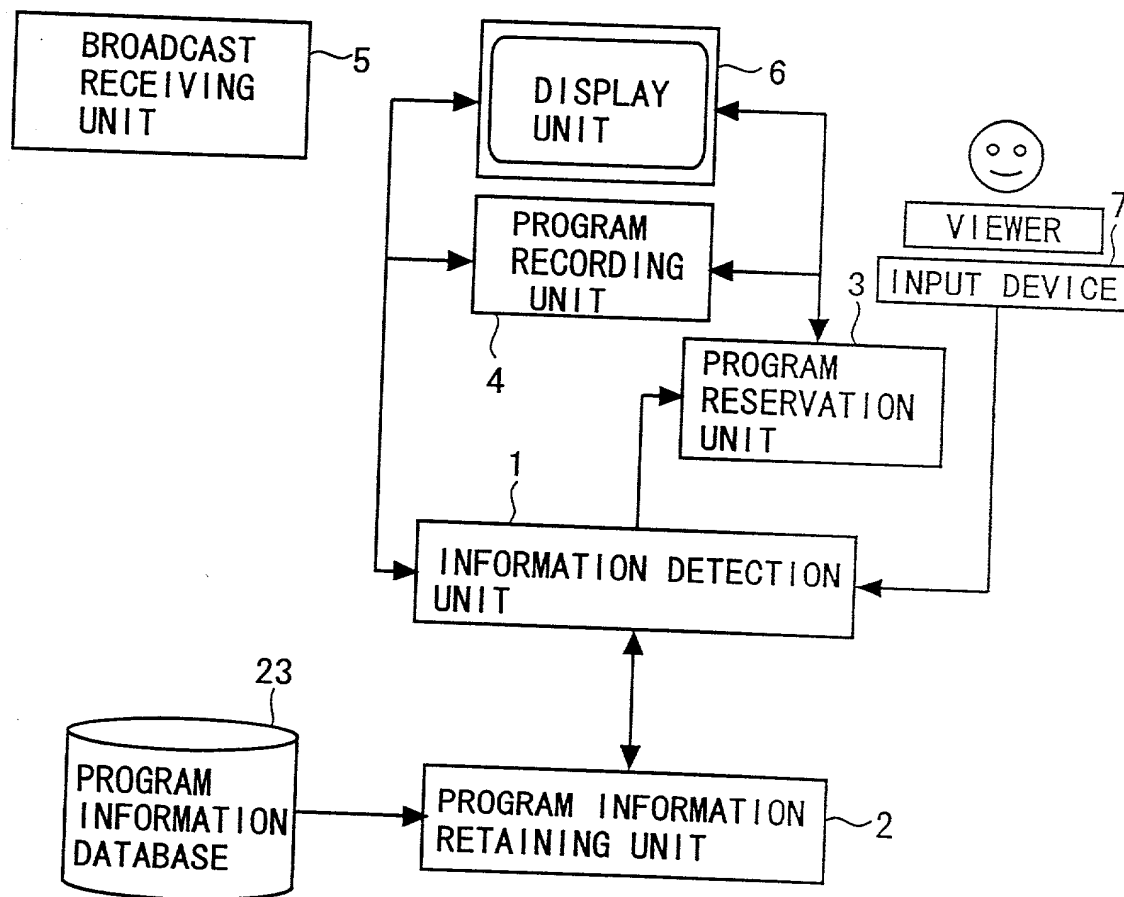 BROADCAST
RECEIVING
UNIT
5
DISPLAY
UNIT
6
PROGRAM
RECORDING
UNIT
4
VIEWER
7
INPUT DEVICE
3
PROGRAM
RESERVATION
UNIT
1
INFORMATION DETECTION
UNIT
23
PROGRAM
INFORMATION
DATABASE
PROGRAM INFORMATION
RETAINING UNIT
2